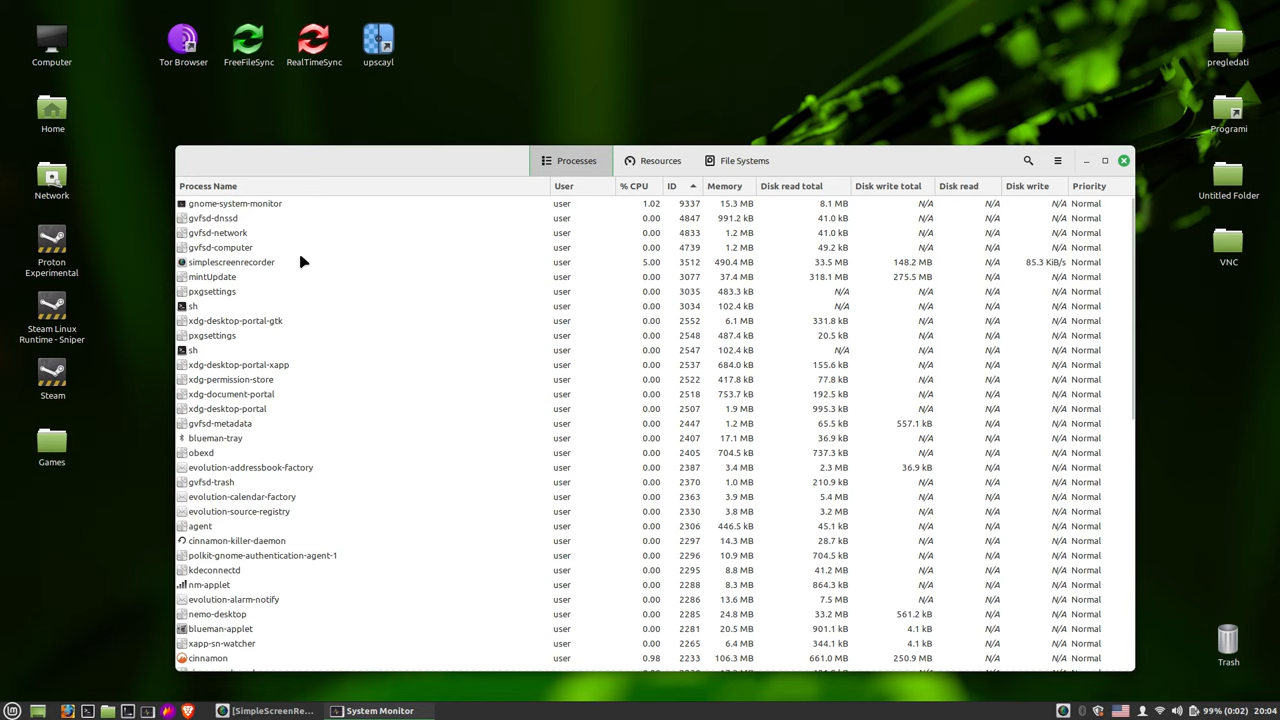 Computer
Tor Browser
FreeFileSync
RealTimeSync
upscayl
pregledati
Home
Programi
Network
Untitled Folder
Proton
Experimental
VNC
Steam Linux
Runtime - Sniper
Steam
Games
Trash
Processes Resources File Systems
Process Name User % CPU ID Memory Disk read total Disk write total Disk read Disk write Priority
gnome-system-monitor user 1.02 9337 15.3 MB 8.1 MB N/A N/A N/A Normal
gvfsd-dnssd user 0.00 4847 991.2 kB 41.0 kB N/A N/A N/A Normal
gvfsd-network user 0.00 4833 1.2 MB 41.0 kB N/A N/A N/A Normal
gvfsd-computer user 0.00 4739 1.2 MB 49.2 kB N/A N/A N/A Normal
simplescreenrecorder user 5.00 3512 490.4 MB 33.5 MB 148.2 MB N/A 85.3 KiB/s Normal
mintUpdate user 0.00 3077 37.4 MB 318.1 MB 275.5 MB N/A N/A Normal
pxgsettings user 0.00 3035 483.3 kB N/A N/A N/A N/A Normal
sh user 0.00 3034 102.4 kB N/A N/A N/A N/A Normal
xdg-desktop-portal-gtk user 0.00 2552 6.1 MB 331.8 kB N/A N/A N/A Normal
pxgsettings user 0.00 2548 487.4 kB 20.5 kB N/A N/A N/A Normal
sh user 0.00 2547 102.4 kB N/A N/A N/A N/A Normal
xdg-desktop-portal-xapp user 0.00 2537 684.0 kB 155.6 kB N/A N/A N/A Normal
xdg-permission-store user 0.00 2522 417.8 kB 77.8 kB N/A N/A N/A Normal
xdg-document-portal user 0.00 2518 753.7 kB 192.5 kB N/A N/A N/A Normal
xdg-desktop-portal user 0.00 2507 1.9 MB 995.3 kB N/A N/A N/A Normal
gvfsd-metadata user 0.00 2447 1.2 MB 65.5 kB 557.1 kB N/A N/A Normal
blueman-tray user 0.00 2407 17.1 MB 36.9 kB N/A N/A N/A Normal
obexd user 0.00 2405 704.5 kB 737.3 kB N/A N/A N/A Normal
evolution-addressbook-factory user 0.00 2387 3.4 MB 2.3 MB 36.9 kB N/A N/A Normal
gvfsd-trash user 0.00 2370 1.0 MB 210.9 kB N/A N/A N/A Normal
evolution-calendar-factory user 0.00 2363 3.9 MB 5.4 MB N/A N/A N/A Normal
evolution-source-registry user 0.00 2330 3.8 MB 3.2 MB N/A N/A N/A Normal
agent user 0.00 2306 446.5 kB 45.1 kB N/A N/A N/A Normal
cinnamon-killer-daemon user 0.00 2297 14.3 MB 28.7 kB N/A N/A N/A Normal
polkit-gnome-authentication-agent-1 user 0.00 2296 10.9 MB 704.5 kB N/A N/A N/A Normal
kdeconnectd user 0.00 2295 8.8 MB 41.2 MB N/A N/A N/A Normal
nm-applet user 0.00 2288 8.3 MB 864.3 kB N/A N/A N/A Normal
evolution-alarm-notify user 0.00 2286 13.6 MB 7.5 MB N/A N/A N/A Normal
nemo-desktop user 0.00 2285 24.8 MB 33.2 MB 561.2 kB N/A N/A Normal
blueman-applet user 0.00 2281 20.5 MB 901.1 kB 4.1 kB N/A N/A Normal
xapp-sn-watcher user 0.00 2265 6.4 MB 344.1 kB 4.1 kB N/A N/A Normal
cinnamon user 0.98 2233 106.3 MB 661.0 MB 250.9 MB N/A N/A Normal
[SimpleScreenRe... System Monitor 99% (0:02) 20:04